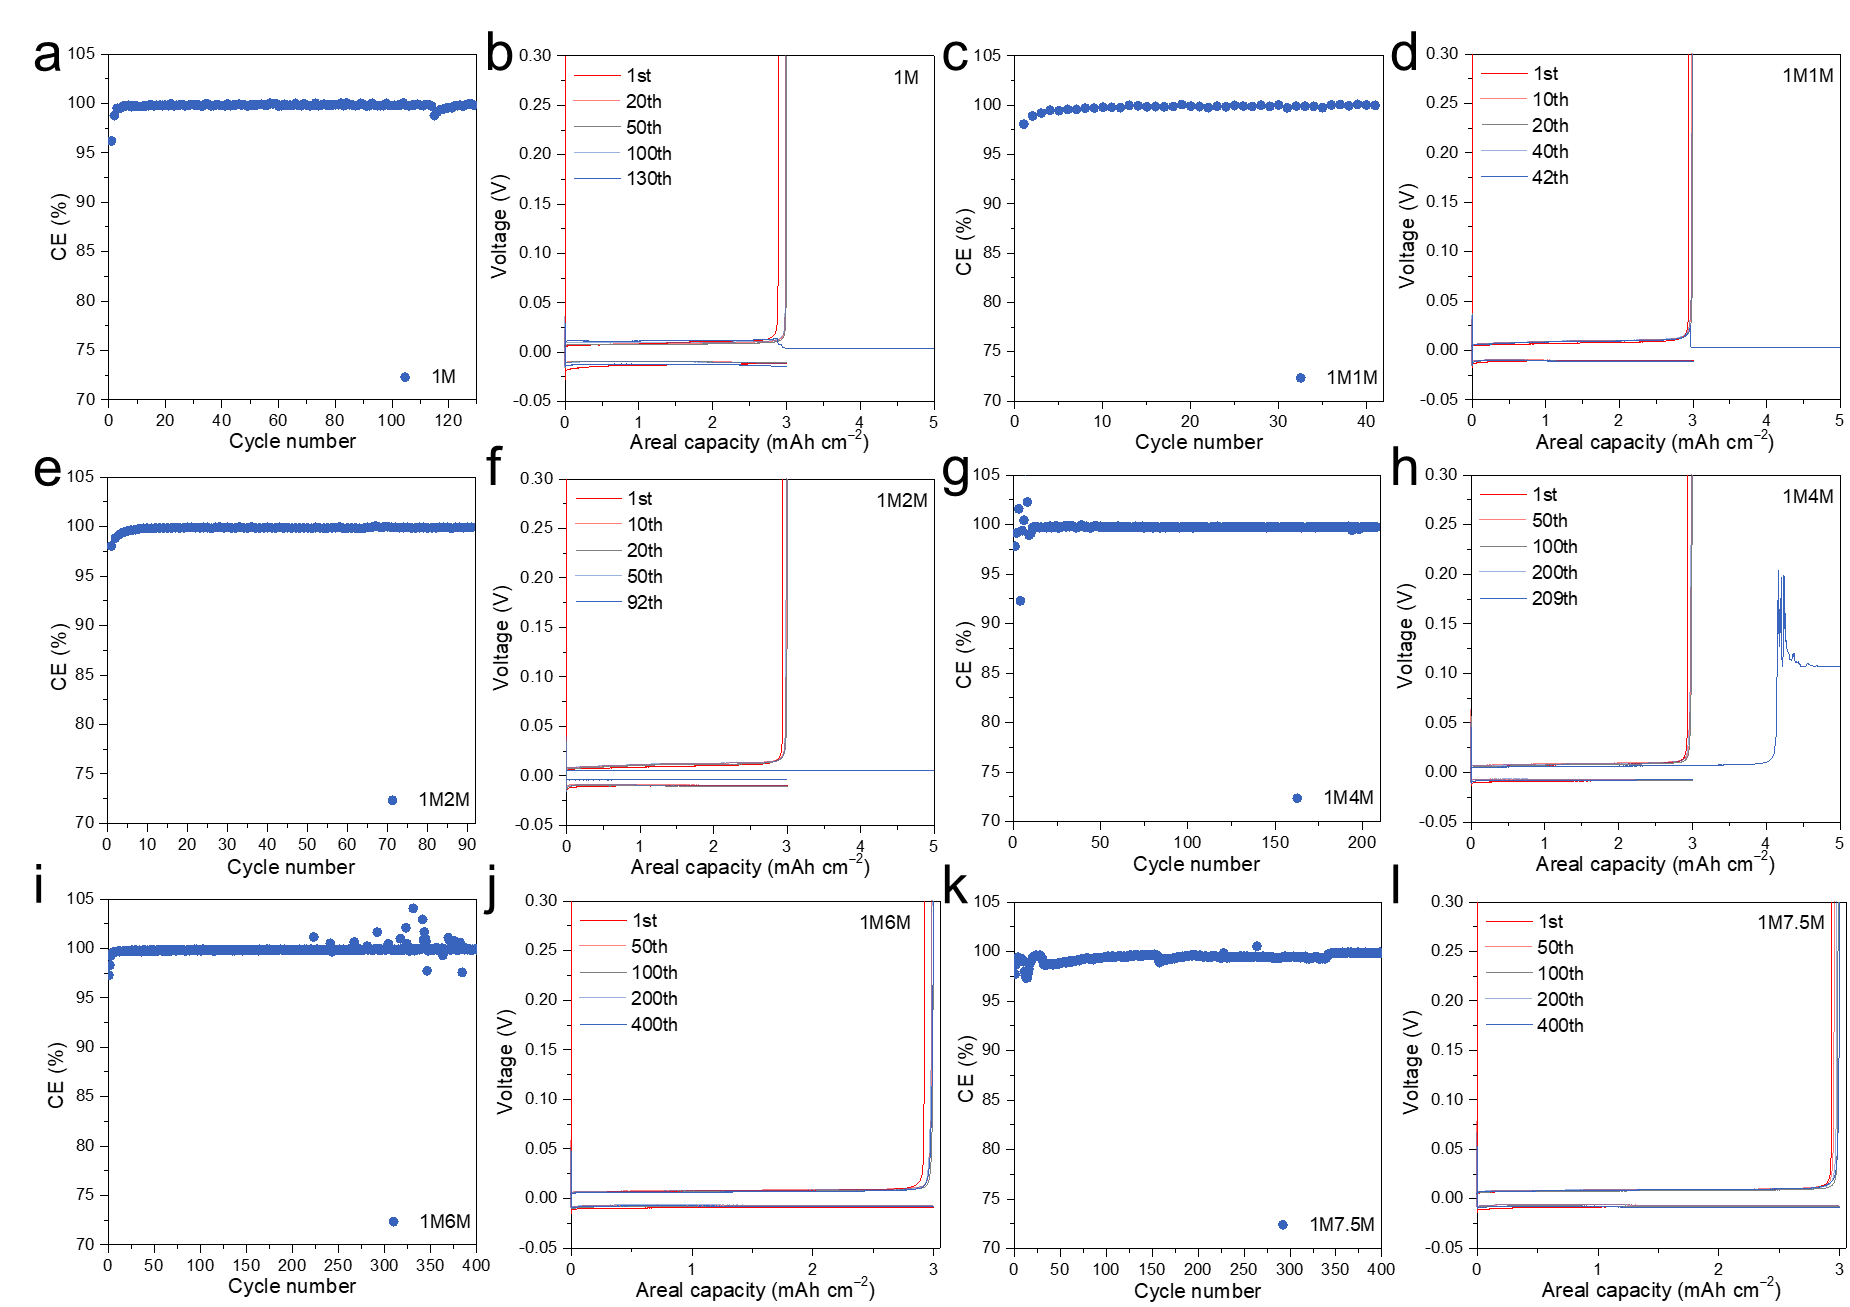 a
105
100
95
90
85
80
75
70
CE (%)
0 20 40 60 80 100 120
Cycle number
1M
b
0.30
0.25
0.20
0.15
0.10
0.05
0.00
-0.05
Voltage (V)
1st
20th
50th
100th
130th
1M
0 1 2 3 4 5
Areal capacity (mAh cm⁻²)
c
105
100
95
90
85
80
75
70
CE (%)
0 10 20 30 40
Cycle number
1M1M
d
0.30
0.25
0.20
0.15
0.10
0.05
0.00
-0.05
Voltage (V)
1st
10th
20th
40th
42th
1M1M
0 1 2 3 4 5
Areal capacity (mAh cm⁻²)
e
105
100
95
90
85
80
75
70
CE (%)
0 10 20 30 40 50 60 70 80 90
Cycle number
1M2M
f
0.30
0.25
0.20
0.15
0.10
0.05
0.00
-0.05
Voltage (V)
1st
10th
20th
50th
92th
1M2M
0 1 2 3 4 5
Areal capacity (mAh cm⁻²)
g
105
100
95
90
85
80
75
70
CE (%)
0 50 100 150 200
Cycle number
1M4M
h
0.30
0.25
0.20
0.15
0.10
0.05
0.00
-0.05
Voltage (V)
1st
50th
100th
200th
209th
1M4M
0 1 2 3 4 5
Areal capacity (mAh cm⁻²)
i
105
100
95
90
85
80
75
70
CE (%)
0 50 100 150 200 250 300 350 400
Cycle number
1M6M
j
0.30
0.25
0.20
0.15
0.10
0.05
0.00
-0.05
Voltage (V)
1st
50th
100th
200th
400th
1M6M
0 1 2 3
Areal capacity (mAh cm⁻²)
k
105
100
95
90
85
80
75
70
CE (%)
0 50 100 150 200 250 300 350 400
Cycle number
1M7.5M
l
0.30
0.25
0.20
0.15
0.10
0.05
0.00
-0.05
Voltage (V)
1st
50th
100th
200th
400th
1M7.5M
0 1 2 3
Areal capacity (mAh cm⁻²)